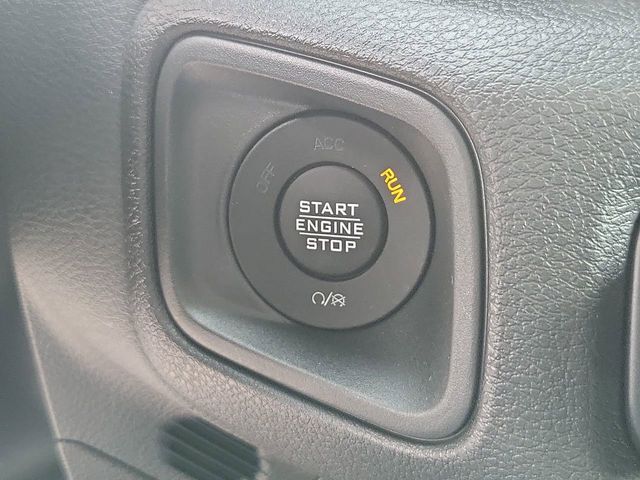 ACC
OFF
RUN
START
ENGINE
STOP